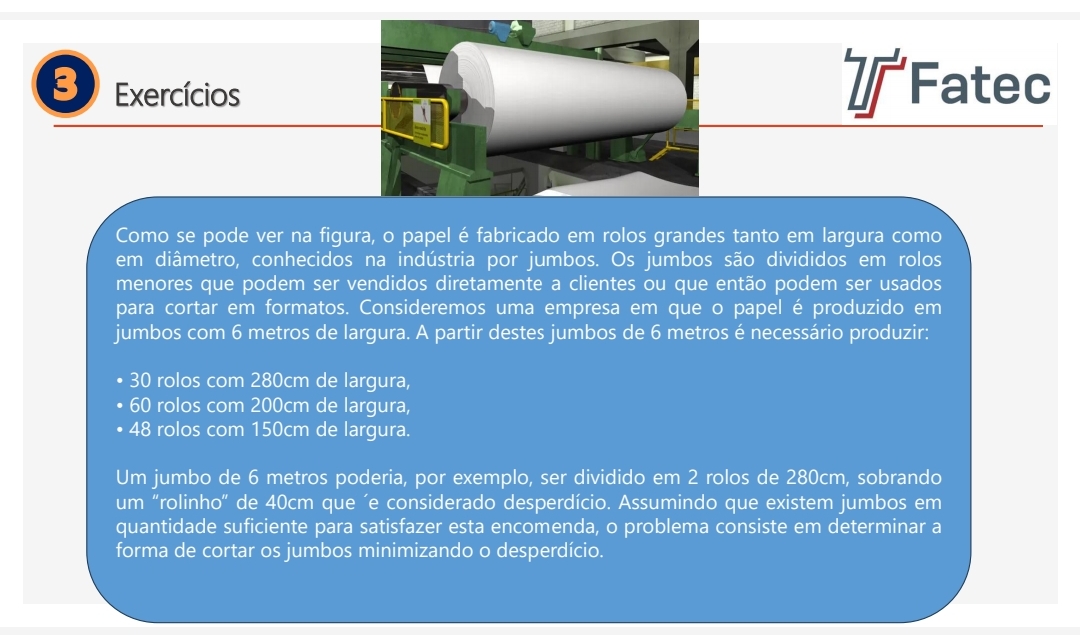 3
Exercícios
Fatec
Como se pode ver na figura, o papel é fabricado em rolos grandes tanto em largura como
em diâmetro, conhecidos na indústria por jumbos. Os jumbos são divididos em rolos
menores que podem ser vendidos diretamente a clientes ou que então podem ser usados
para cortar em formatos. Consideremos uma empresa em que o papel é produzido em
jumbos com 6 metros de largura. A partir destes jumbos de 6 metros é necessário produzir:
• 30 rolos com 280cm de largura,
• 60 rolos com 200cm de largura,
• 48 rolos com 150cm de largura.
Um jumbo de 6 metros poderia, por exemplo, ser dividido em 2 rolos de 280cm, sobrando
um “rolinho” de 40cm que ´e considerado desperdício. Assumindo que existem jumbos em
quantidade suficiente para satisfazer esta encomenda, o problema consiste em determinar a
forma de cortar os jumbos minimizando o desperdício.